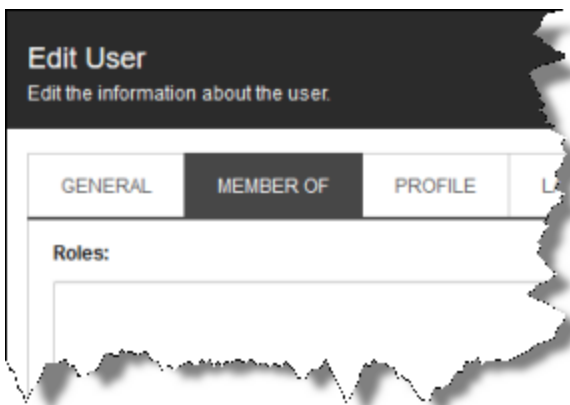 Edit User
Edit the information about the user.
GENERAL MEMBER OF PROFILE
Roles: